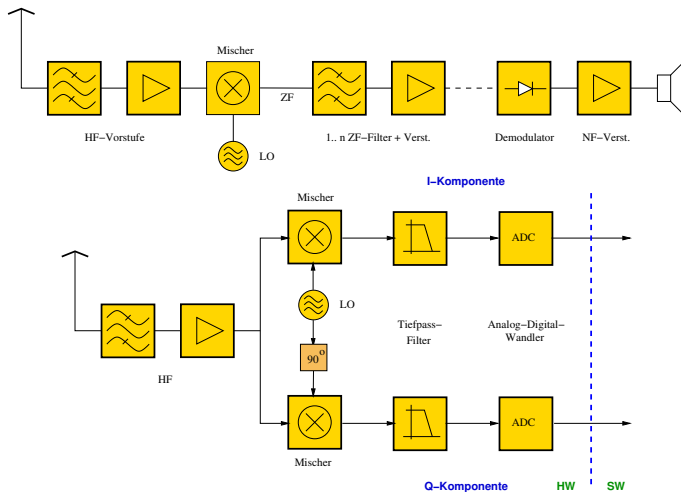 Mischer
ZF
HF-Vorstufe
LO
1.. n ZF-Filter + Verst.
Demodulator
NF-Verst.
I-Komponente
Mischer
ADC
LO
Tiefpass-
Filter
Analog-Digital-
Wandler
90°
HF
ADC
Mischer
Q-Komponente
HW
SW